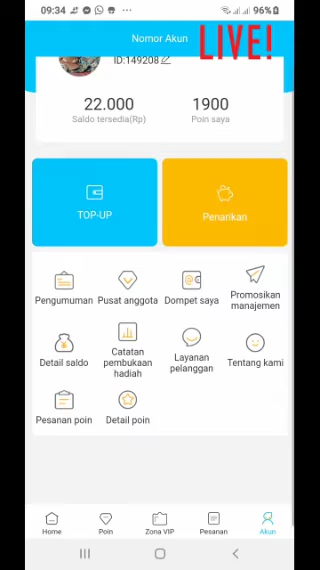 09:34
96%
Nomor Akun
LIVE!
ID:149208
22.000
1900
Saldo tersedia(Rp)
Poin saya
TOP-UP
Penarikan
Pengumuman
Pusat anggota
Dompet saya
Promosikan
manajemen
Detail saldo
Catatan
pembukaan
hadiah
Layanan
pelanggan
Tentang kami
Pesanan poin
Detail poin
Home
Poin
Zona VIP
Pesanan
Akun